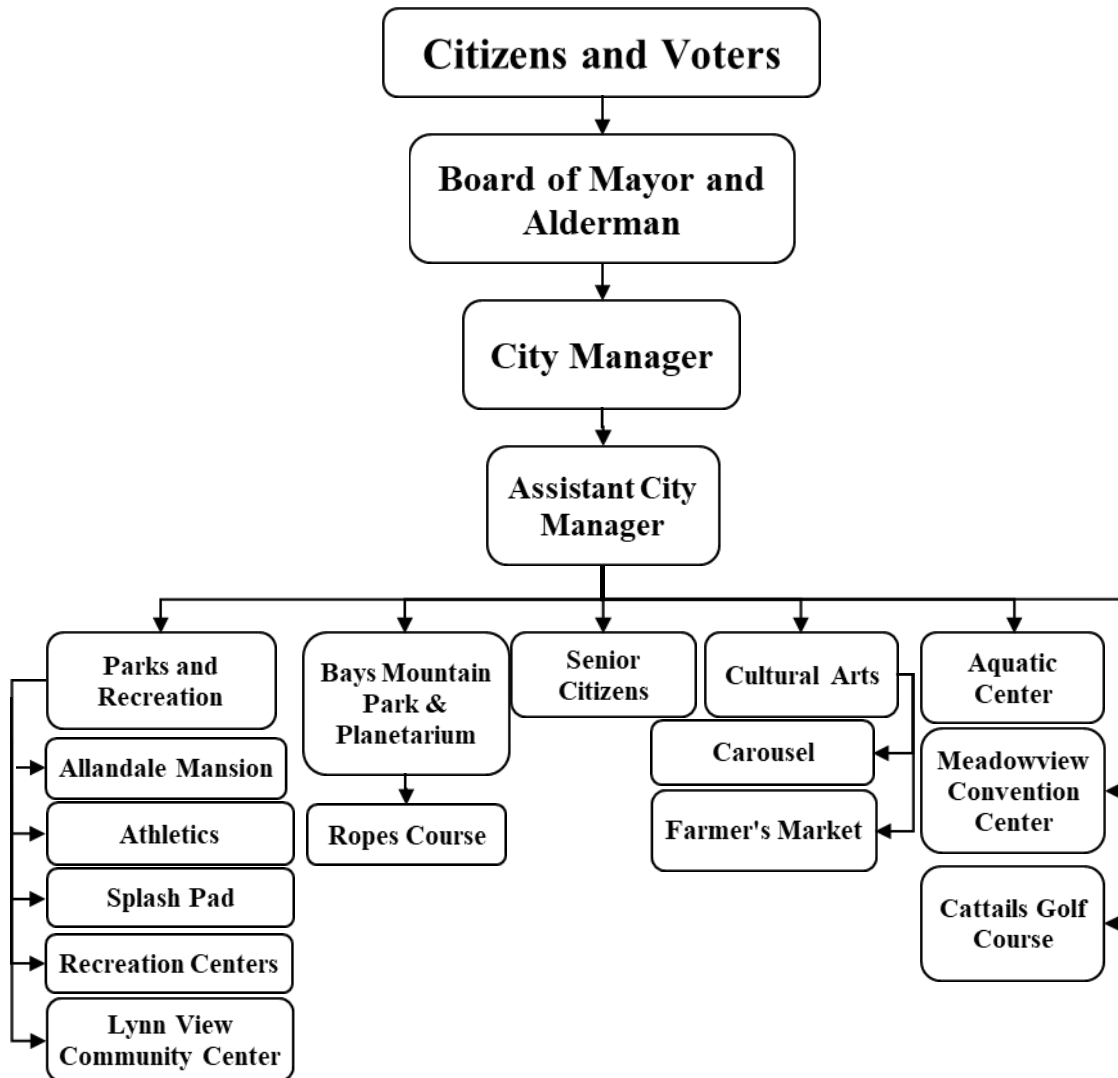 Citizens and Voters
Board of Mayor and
Alderman
City Manager
Assistant City
Manager
Parks and
Recreation
Allandale Mansion
Athletics
Splash Pad
Recreation Centers
Lynn View
Community Center
Bays Mountain
Park &
Planetarium
Ropes Course
Senior
Citizens
Cultural Arts
Carousel
Farmer's Market
Aquatic
Center
Meadowview
Convention
Center
Cattails Golf
Course